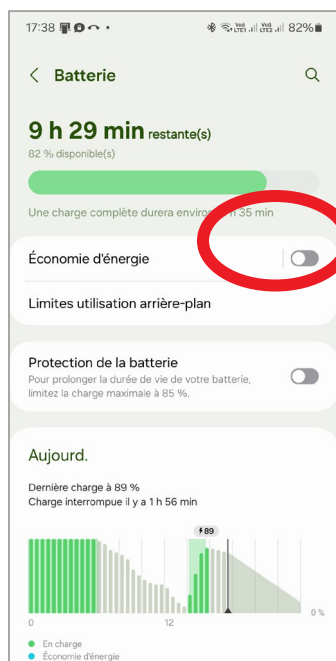 17:38 82%
Batterie
9 h 29 min restante(s)
82 % disponible(s)
Une charge complète durera h 35 min
Économie d'énergie
Limites utilisation arrière-plan
Protection de la batterie
Pour prolonger la durée de vie de votre batterie,
limitez la charge maximale à 85 %.
Aujourd.
Dernière charge à 89 %
Charge interrompue il y a 1 h 56 min
89
0 %
0 12
En charge
Économie d'énergie